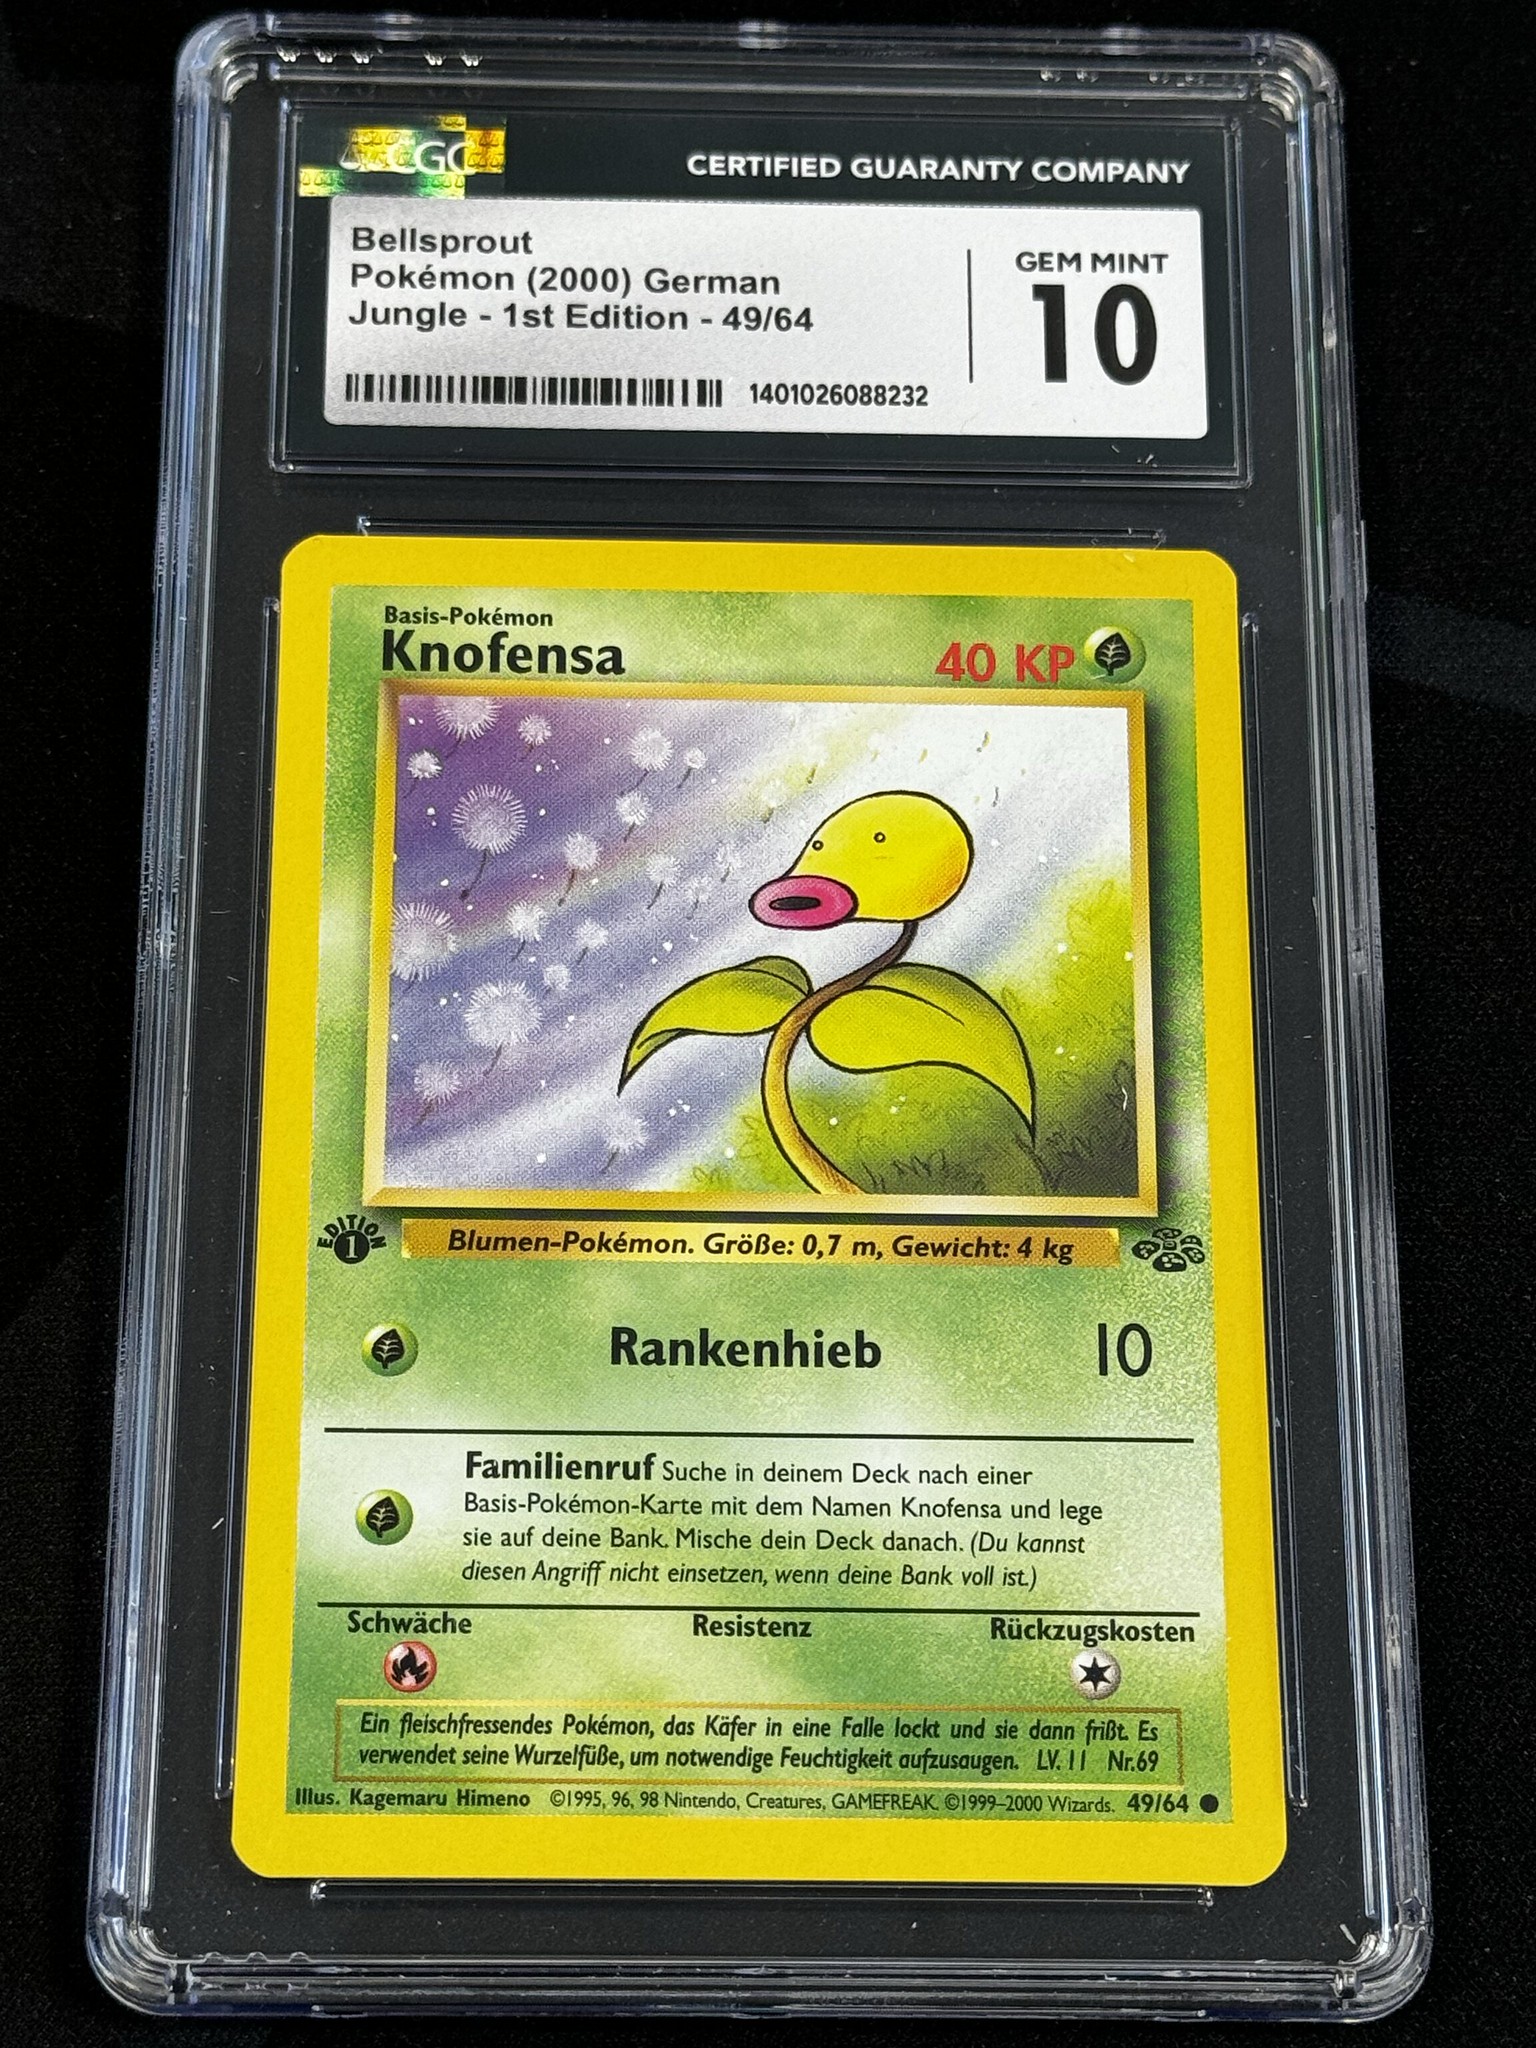 CGC
CERTIFIED GUARANTY COMPANY
Bellsprout
Pokémon (2000) German
Jungle - 1st Edition - 49/64
1401026088232
GEM MINT
10
Basis-Pokémon
Knofensa
40 KP
EDITION
1
Blumen-Pokémon. Größe: 0,7 m, Gewicht: 4 kg
Rankenhieb 10
Familienruf Suche in deinem Deck nach einer
Basis-Pokémon-Karte mit dem Namen Knofensa und lege
sie auf deine Bank. Mische dein Deck danach. (Du kannst
diesen Angriff nicht einsetzen, wenn deine Bank voll ist.)
Schwäche Resistenz Rückzugskosten
Ein fleischfressendes Pokémon, das Käfer in eine Falle lockt und sie dann frißt. Es
verwendet seine Wurzelfüße, um notwendige Feuchtigkeit aufzusaugen. LV. 11 Nr.69
Illus. Kagemaru Himeno ©1995, 96, 98 Nintendo, Creatures, GAMEFREAK. ©1999–2000 Wizards. 49/64